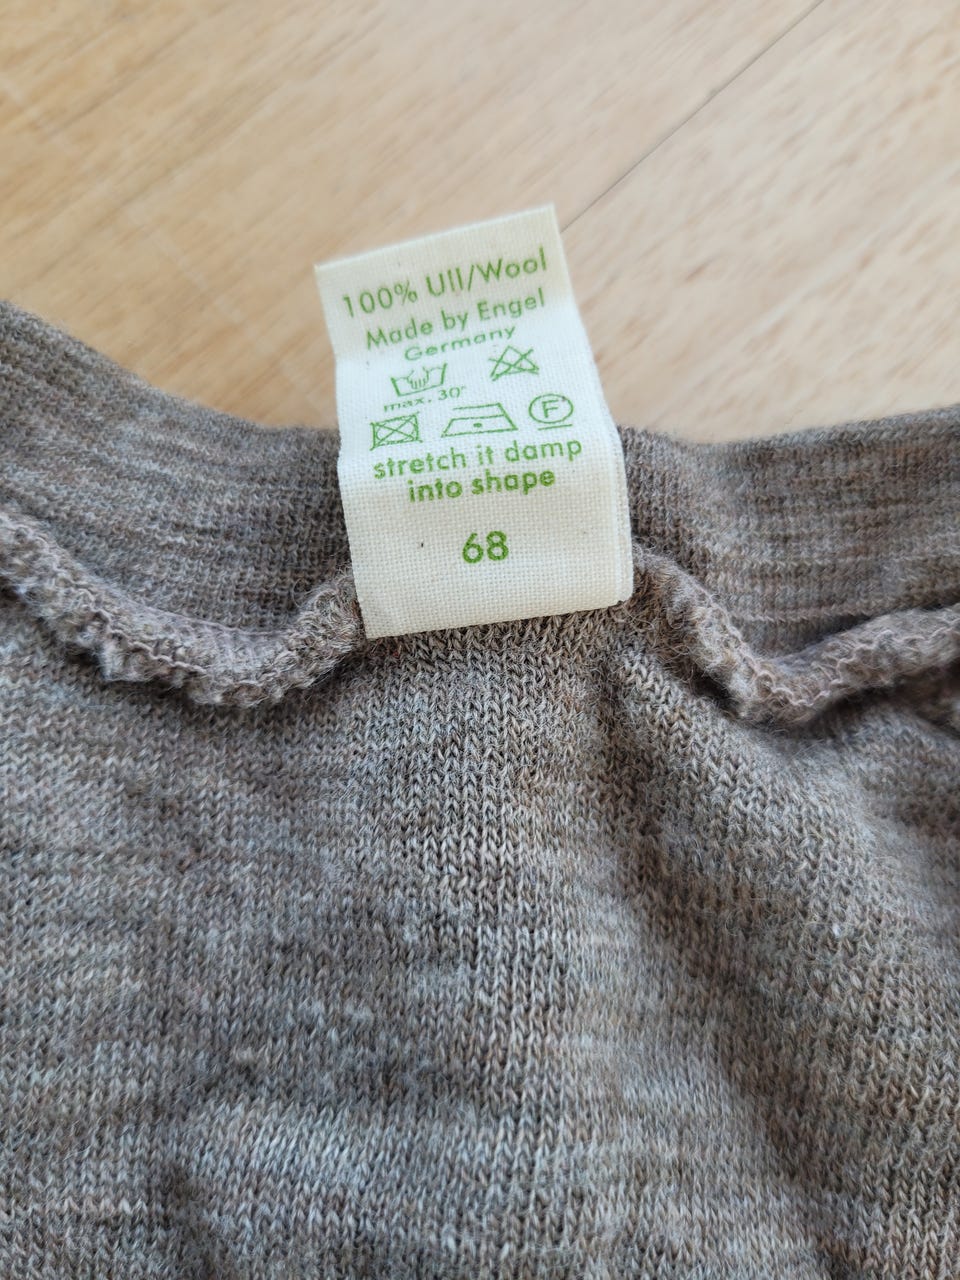 100% Ull/Wool
Made by Engel
Germany
max. 30°
F
stretch it damp
into shape
68